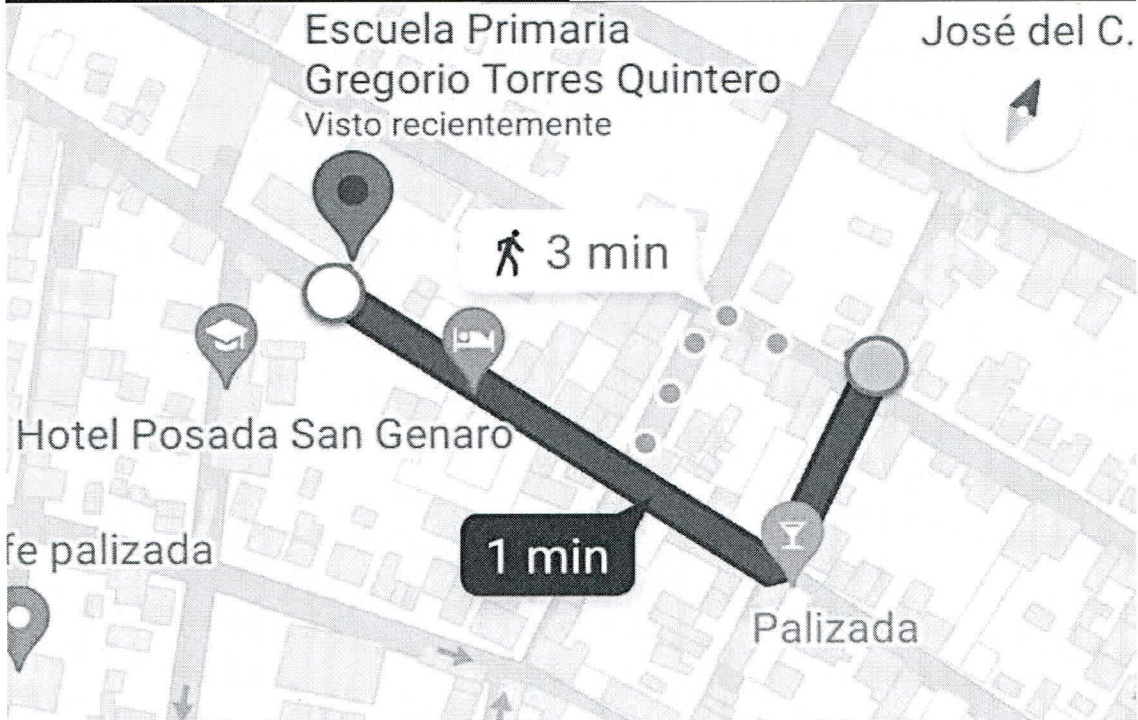 Escuela Primaria
Gregorio Torres Quintero
Visto recientemente
José del C.
3 min
Hotel Posada San Genaro
1 min
fe palizada
Palizada